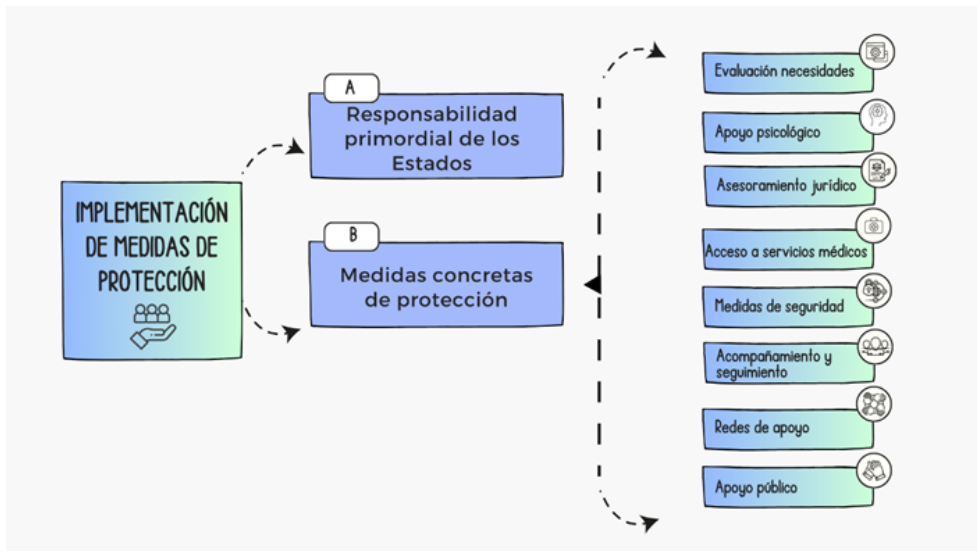 IMPLEMENTACIÓN
DE MEDIDAS DE
PROTECCIÓN
A
Responsabilidad
primordial de los
Estados
B
Medidas concretas
de protección
Evaluación necesidades
Apoyo psicológico
Asesoramiento jurídico
Acceso a servicios médicos
Medidas de seguridad
Acompañamiento y
seguimiento
Redes de apoyo
Apoyo público